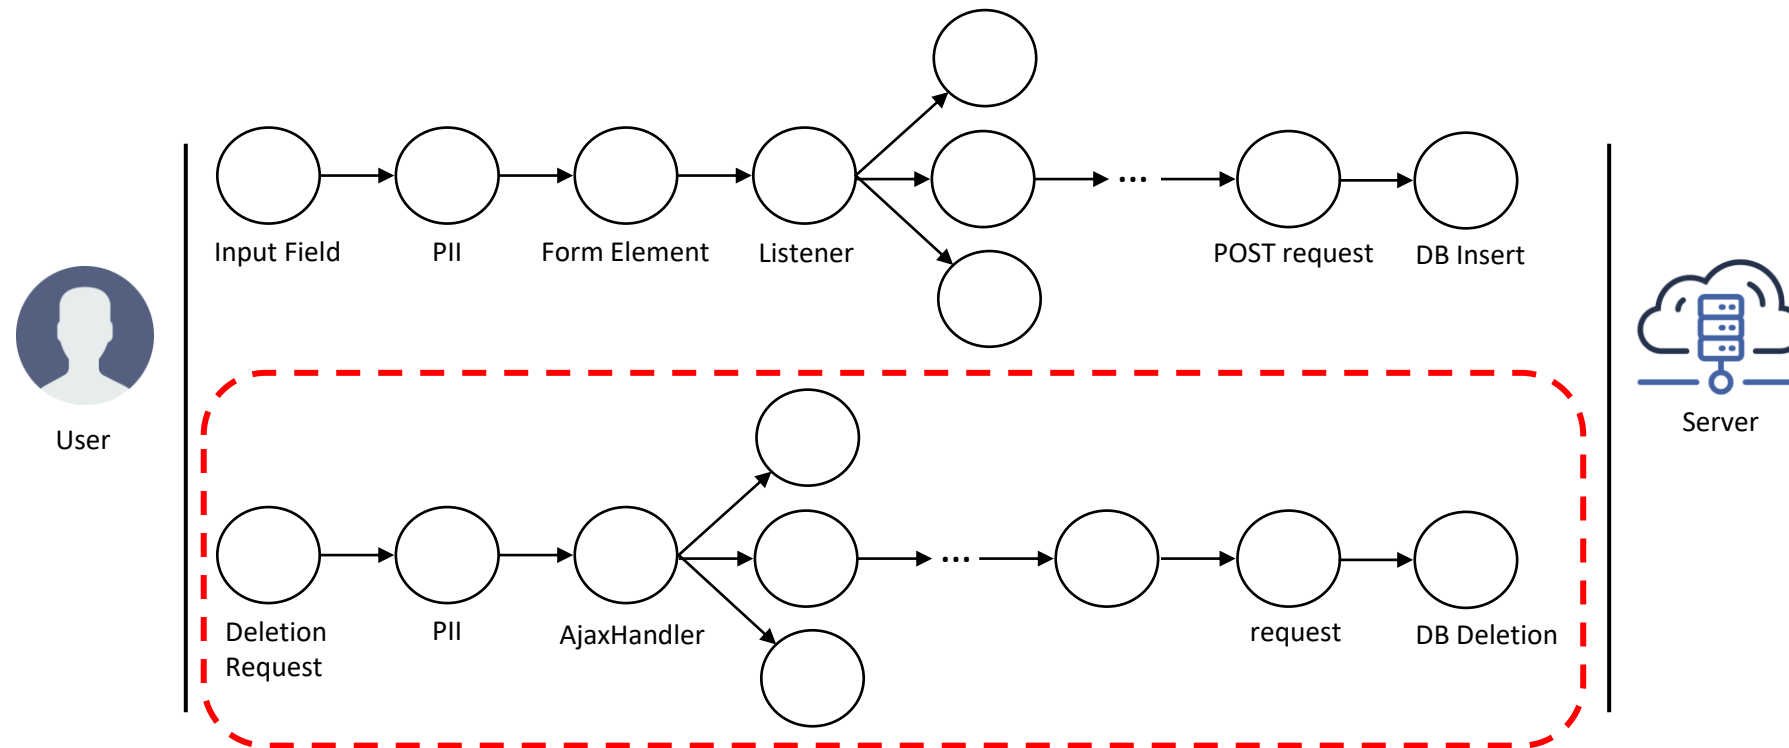 ...
Input Field
PII
Form Element
Listener
POST request
DB Insert
User
Server
...
Deletion
Request
PII
AjaxHandler
request
DB Deletion